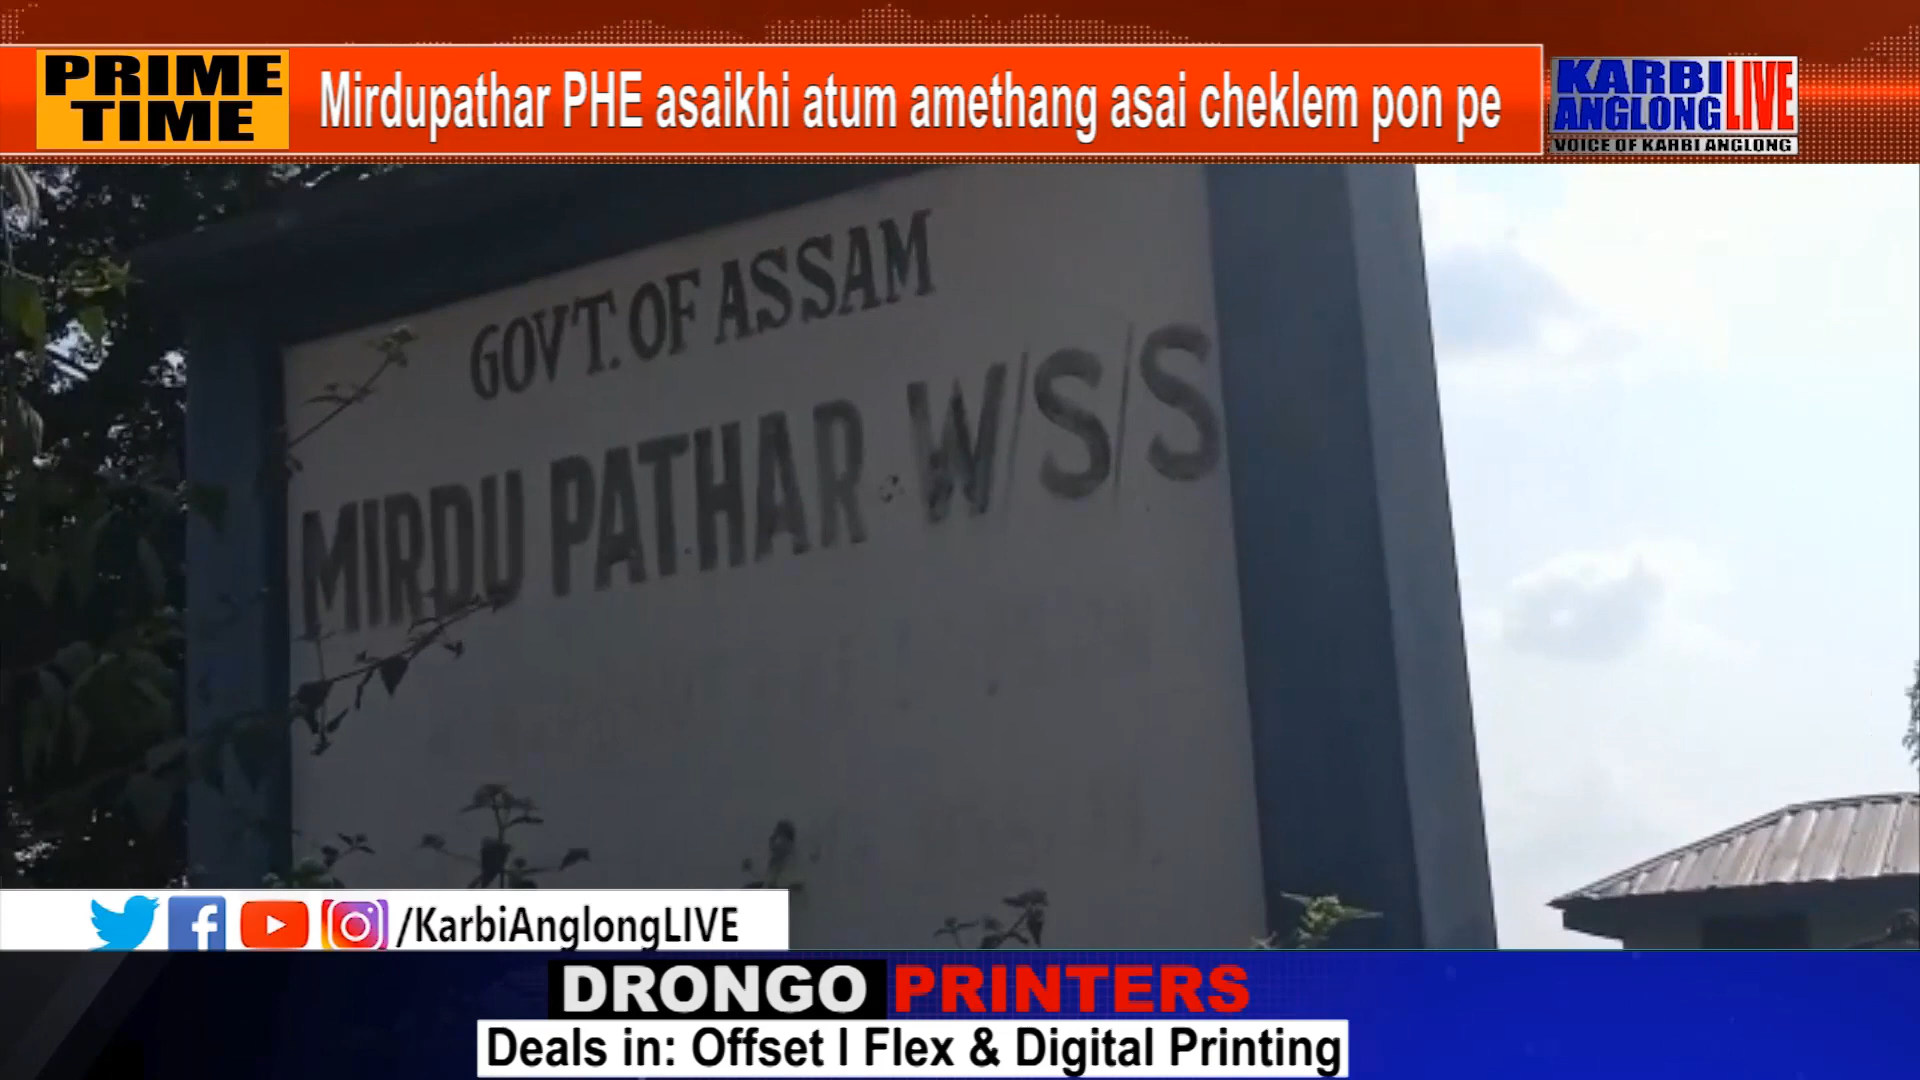 PRIME
TIME
Mirdupathar PHE asaikhi atum amethang asai cheklem pon pe
KARBI
ANGLONG LIVE
VOICE OF KARBI ANGLONG
GOVT. OF ASSAM
MIRDU PATHAR W/S/S
/KarbiAnglongLIVE
DRONGO PRINTERS
Deals in: Offset I Flex & Digital Printing